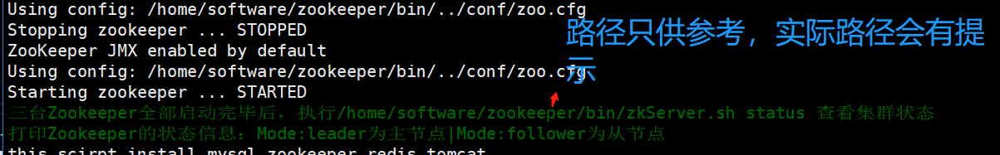 Using config: /home/software/zookeeper/bin/../conf/zoo.cfg
Stopping zookeeper ... STOPPED
ZooKeeper JMX enabled by default
Using config: /home/software/zookeeper/bin/../conf/zoo.cfg
Starting zookeeper ... STARTED
路径只供参考，实际路径会有提
示
三台Zookeeper全部启动完毕后，执行/home/software/zookeeper/bin/zkServer.sh status 查看集群状态
打印Zookeeper的状态信息：Mode:leader为主节点|Mode:follower为从节点
this scirpt install mysql zookeeper redis tomcat